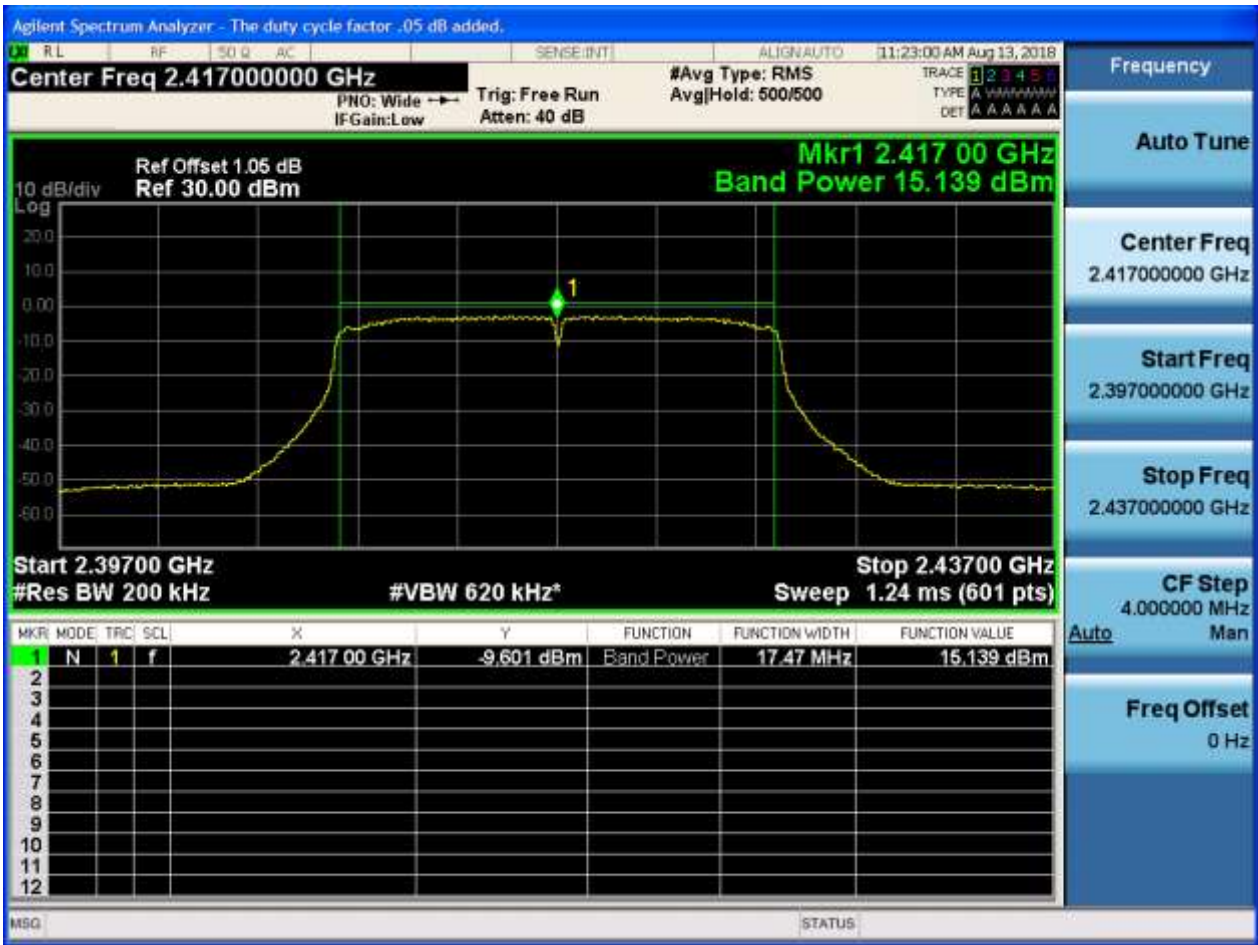 Agilent Spectrum Analyzer - The duty cycle factor .05 dB added.
RL RF 50 Ω AC SENSE:INT ALIGNAUTO 11:23:00 AM Aug 13, 2018
Center Freq 2.417000000 GHz
PNO: Wide
IFGain:Low
Trig: Free Run
Atten: 40 dB
#Avg Type: RMS
Avg|Hold: 500/500
TRACE 1 2 3 4 5 6
TYPE A WWWWW
DET A A A A A A
Ref Offset 1.05 dB
10 dB/div Ref 30.00 dBm
Log
Mkr1 2.417 00 GHz
Band Power 15.139 dBm
20.0
10.0
0.00
-10.0
-20.0
-30.0
-40.0
-50.0
-60.0
1
Start 2.39700 GHz
#Res BW 200 kHz
#VBW 620 kHz*
Stop 2.43700 GHz
Sweep 1.24 ms (601 pts)
MKR MODE TRC SCL X Y FUNCTION FUNCTION WIDTH FUNCTION VALUE
1 N 1 f 2.417 00 GHz -9.601 dBm Band Power 17.47 MHz 15.139 dBm
2
3
4
5
6
7
8
9
10
11
12
MSG STATUS
Frequency
Auto Tune
Center Freq
2.417000000 GHz
Start Freq
2.397000000 GHz
Stop Freq
2.437000000 GHz
CF Step
4.000000 MHz
Auto Man
Freq Offset
0 Hz